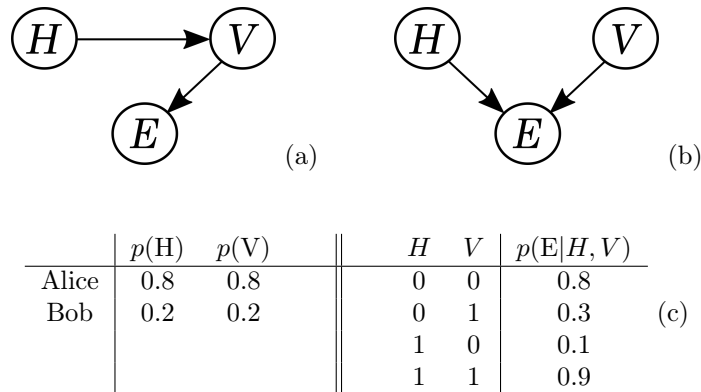 H V H V
E E
(a) (b)
p(H) p(V) H V p(E|H, V)
Alice 0.8 0.8 0 0 0.8
Bob 0.2 0.2 0 1 0.3 (c)
1 0 0.1
1 1 0.9